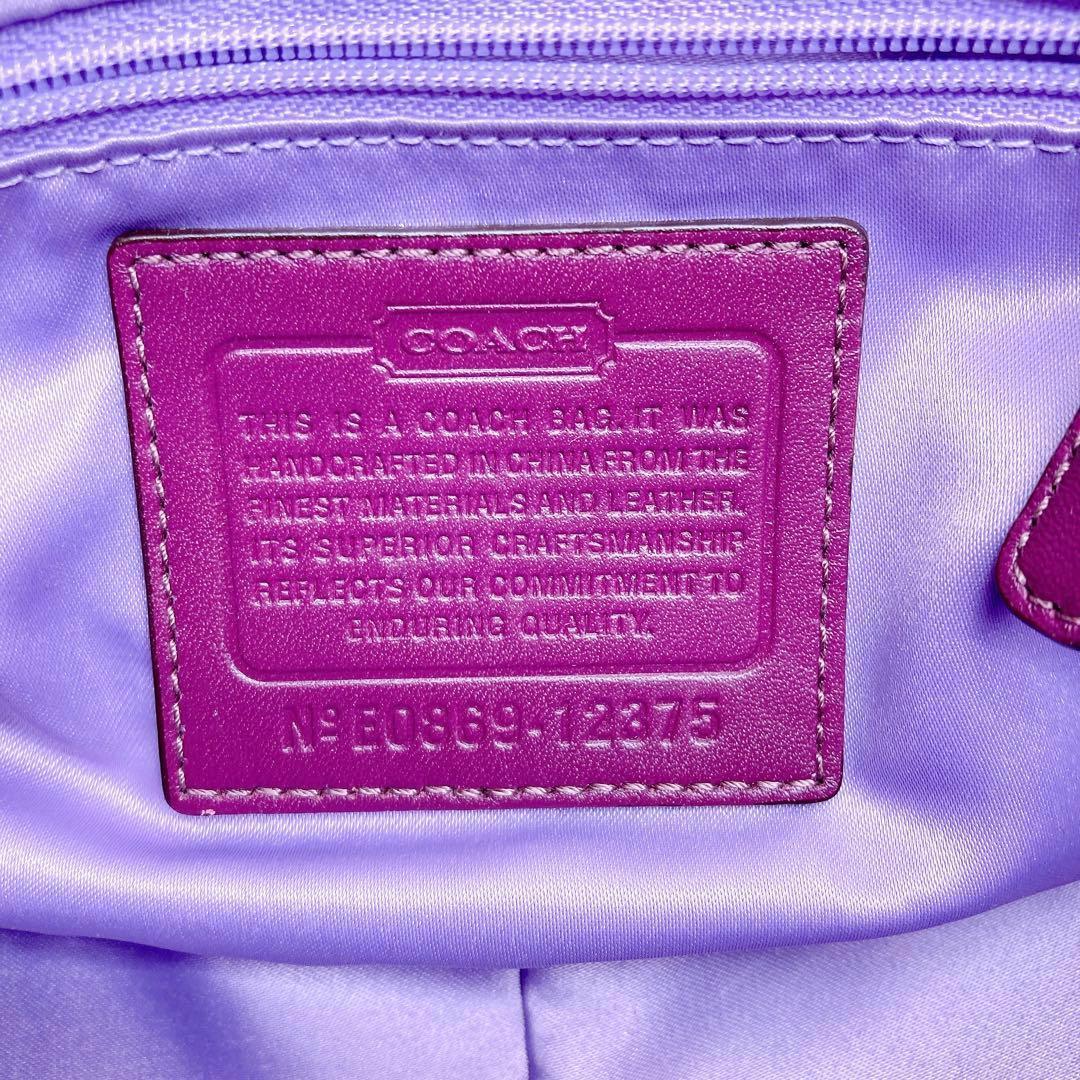 COACH
THIS IS A COACH BAG. IT WAS
HANDCRAFTED IN CHINA FROM THE
FINEST MATERIALS AND LEATHER.
ITS SUPERIOR CRAFTSMANSHIP
REFLECTS OUR COMMITMENT TO
ENDURING QUALITY.
Nº E0869-12375